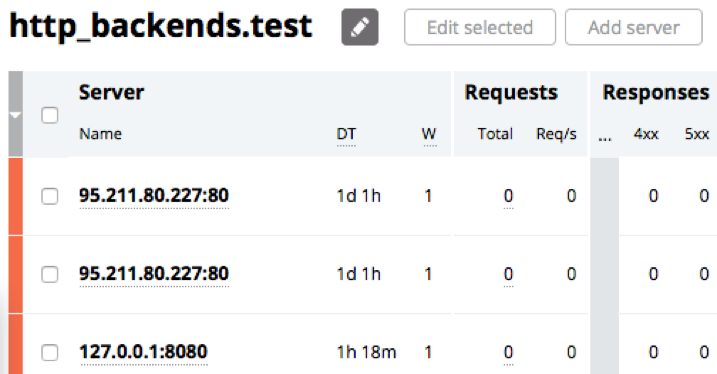 http_backends.test Edit selected Add server
Server Requests Responses
Name DT W Total Req/s ... 4xx 5xx
95.211.80.227:80 1d 1h 1 0 0 0 0
95.211.80.227:80 1d 1h 1 0 0 0 0
127.0.0.1:8080 1h 18m 1 0 0 0 0